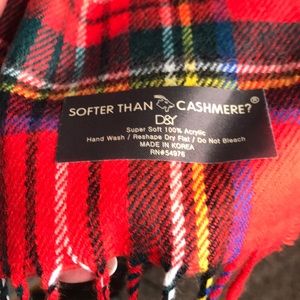 SOFTER THAN CASHMERE?®
D&Y
Super Soft 100% Acrylic
Hand Wash / Reshape Dry Flat / Do Not Bleach
MADE IN KOREA
RN#54976